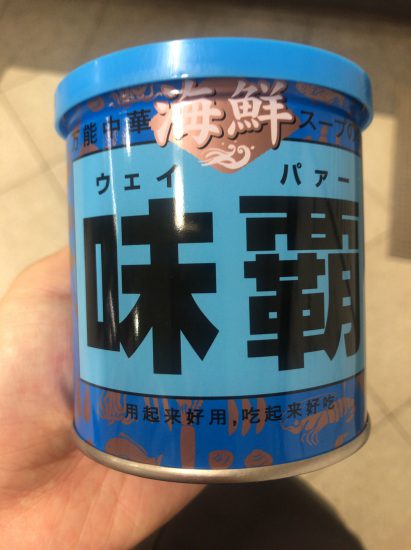 万能中華 海鮮 スープの
ウェイ パァー
味覇
用起来好用,吃起来好吃